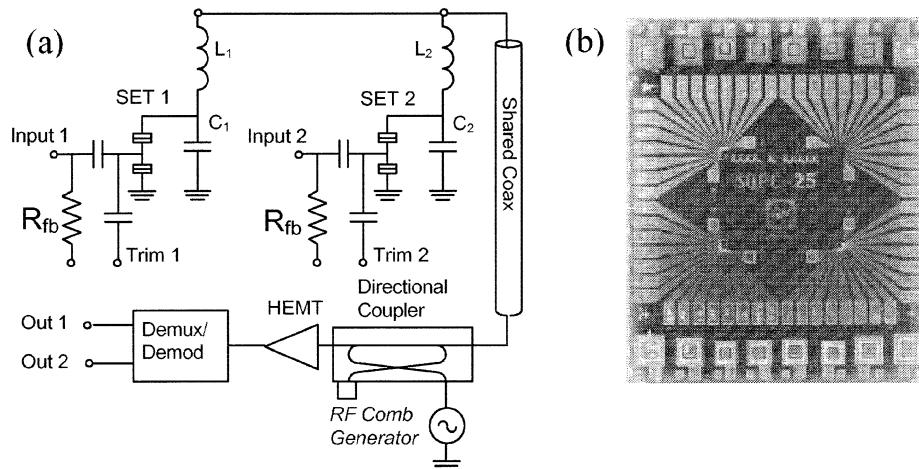 (a)
L1
L2
SET 1
SET 2
C1
C2
Input 1
Input 2
Rfb
Rfb
Trim 1
Trim 2
Shared Coax
Directional
Coupler
HEMT
Out 1
Out 2
Demux/
Demod
RF Comb
Generator
(b)
25